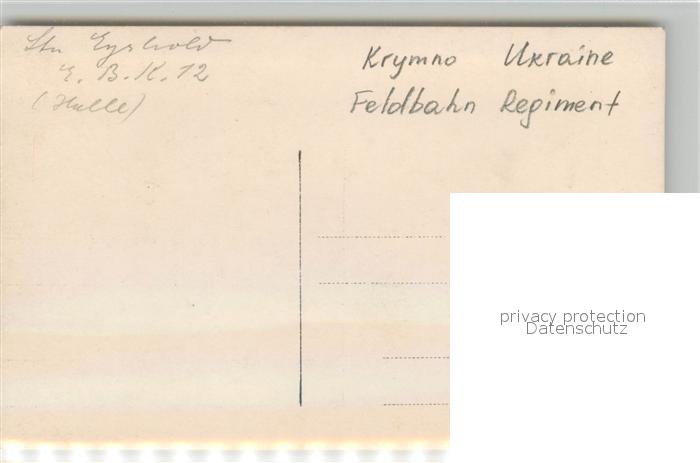 E. B. K. 12
(Halle)
Krymno Ukraine
Feldbahn Regiment
privacy protection
Datenschutz